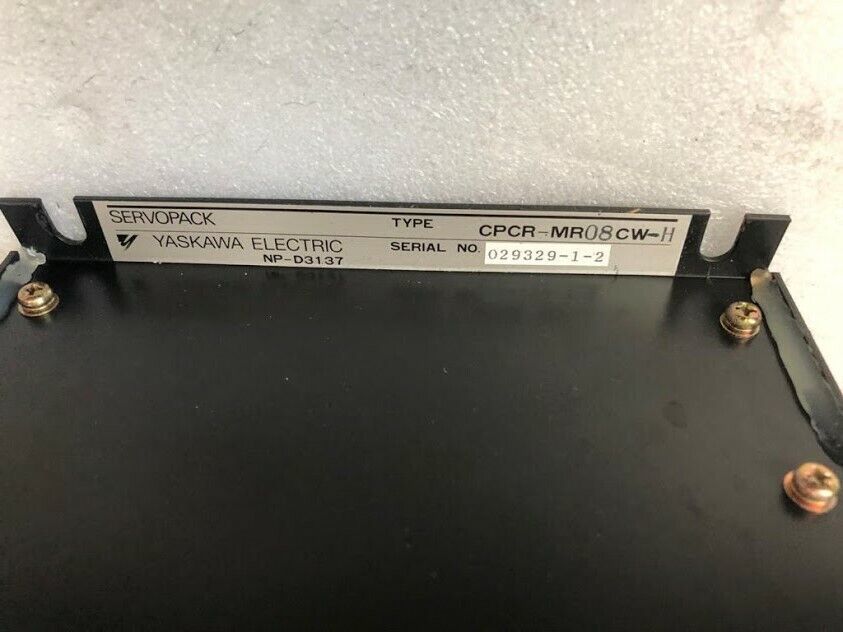 SERVOPACK
TYPE CPCR-MR08CW-H
YASKAWA ELECTRIC
SERIAL NO. 029329-1-2
NP-D3137